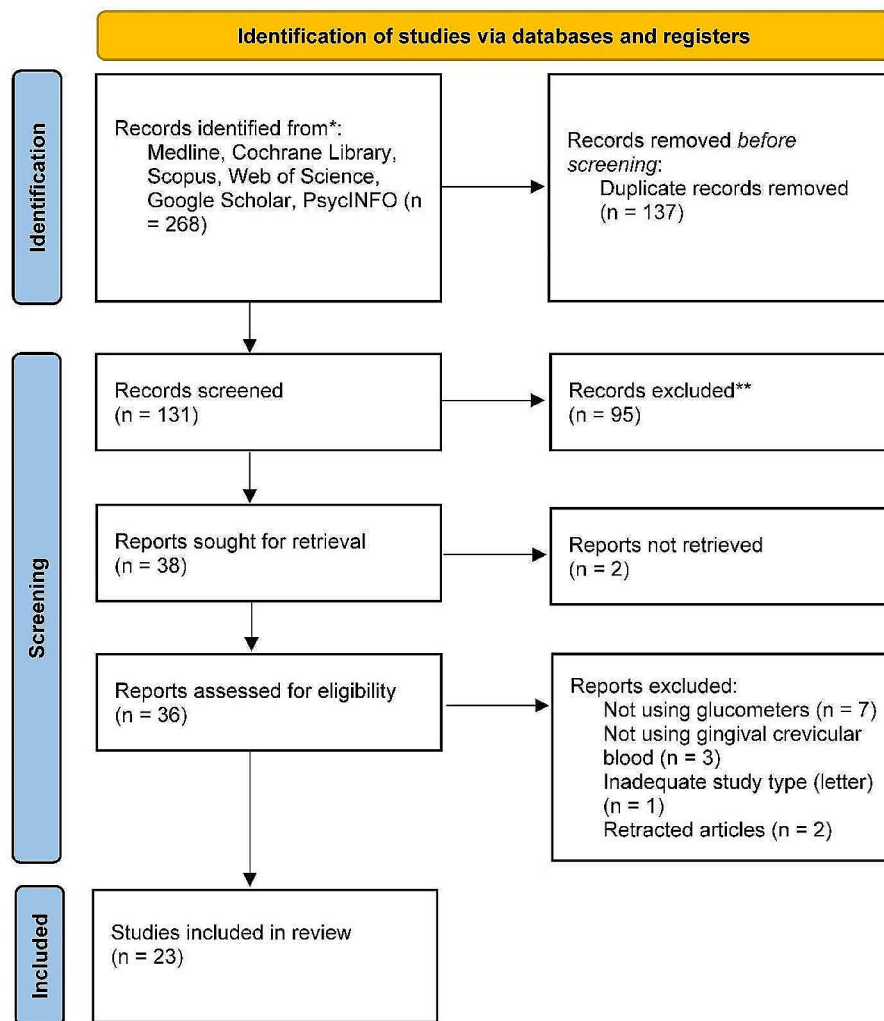 Identification of studies via databases and registers
Identification
Records identified from*:
Medline, Cochrane Library,
Scopus, Web of Science,
Google Scholar, PsycINFO (n
= 268)
Records removed before
screening:
Duplicate records removed
(n = 137)
Screening
Records screened
(n = 131)
Records excluded**
(n = 95)
Reports sought for retrieval
(n = 38)
Reports not retrieved
(n = 2)
Reports assessed for eligibility
(n = 36)
Reports excluded:
Not using glucometers (n = 7)
Not using gingival crevicular
blood (n = 3)
Inadequate study type (letter)
(n = 1)
Retracted articles (n = 2)
Included
Studies included in review
(n = 23)